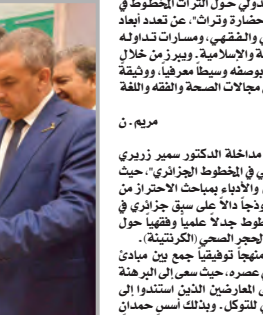 الدولي حول التراث المخطوط في
حضارة وتراث"، عن تعدد أبعاد
ي والفقهي، ومسارات تداوله
ة والإسلامية. ويبرز من خلال
بوصفه وسيطاً معرفياً، ووثيقة
مجالات الصحة والفقه واللغة
مريم. ن
مداخلة الدكتور سمير زريري
ي في المخطوط الجزائري"، حيث
والأدباء بمباحث الاحتراز من
وذجاً دالاً على سبق جزائري في
طوط جدلاً علمياً وفقهياً حول
الحجر الصحي (الكرنتينة).
منهجاً توفيقياً جمع بين مبادئ
عصره، حيث سعى إلى البرهنة
المعارضين الذين استندوا إلى
ي للتوكل. وبذلك أسس حمدان